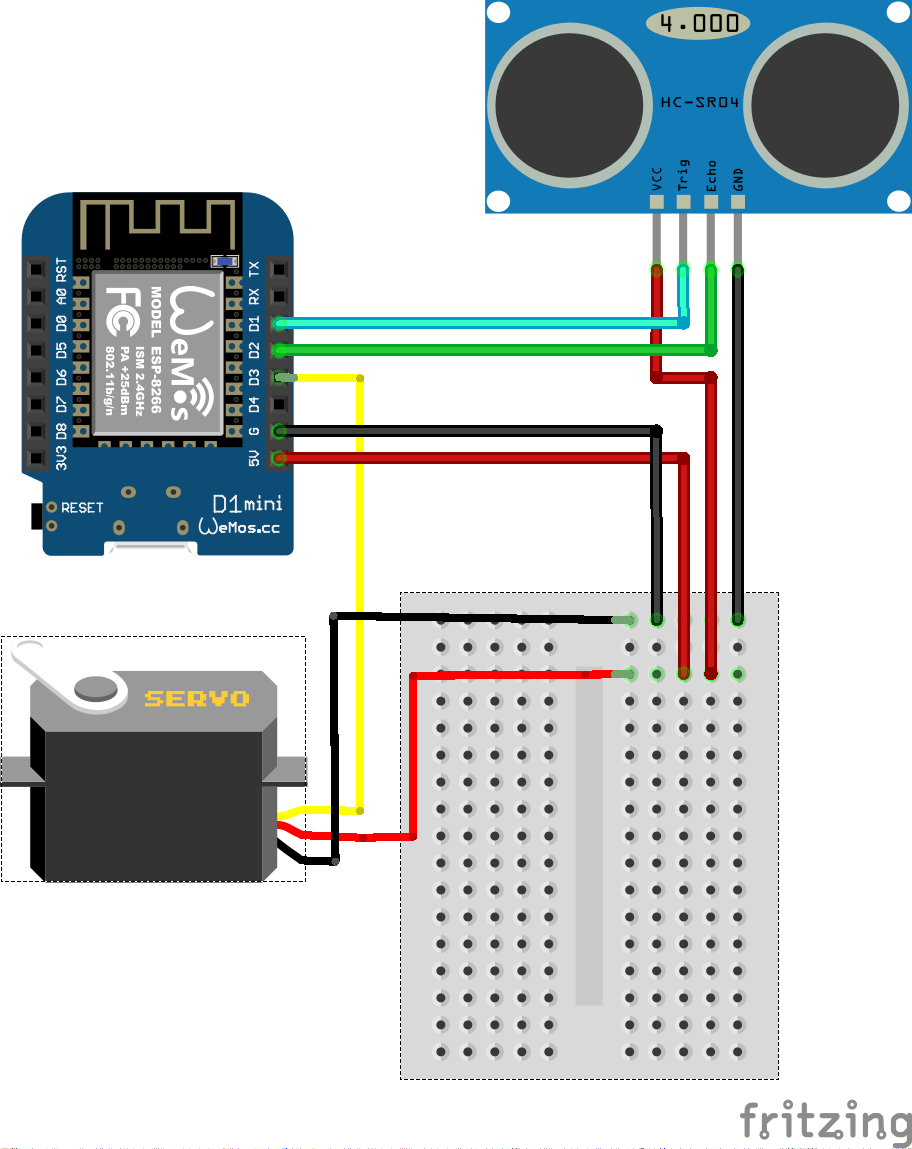 4.000
HC-SR04
VCC
Trig
Echo
GND
RST
A0
D0
D5
D6
D7
D8
3V3
TX
RX
D1
D2
D3
D4
G
5V
WeMos
MODEL ESP-8266
ISM 2.4GHz
PA +25dBm
802.11b/g/n
FC
RESET
D1mini
WeMos.cc
SERVO
fritzing